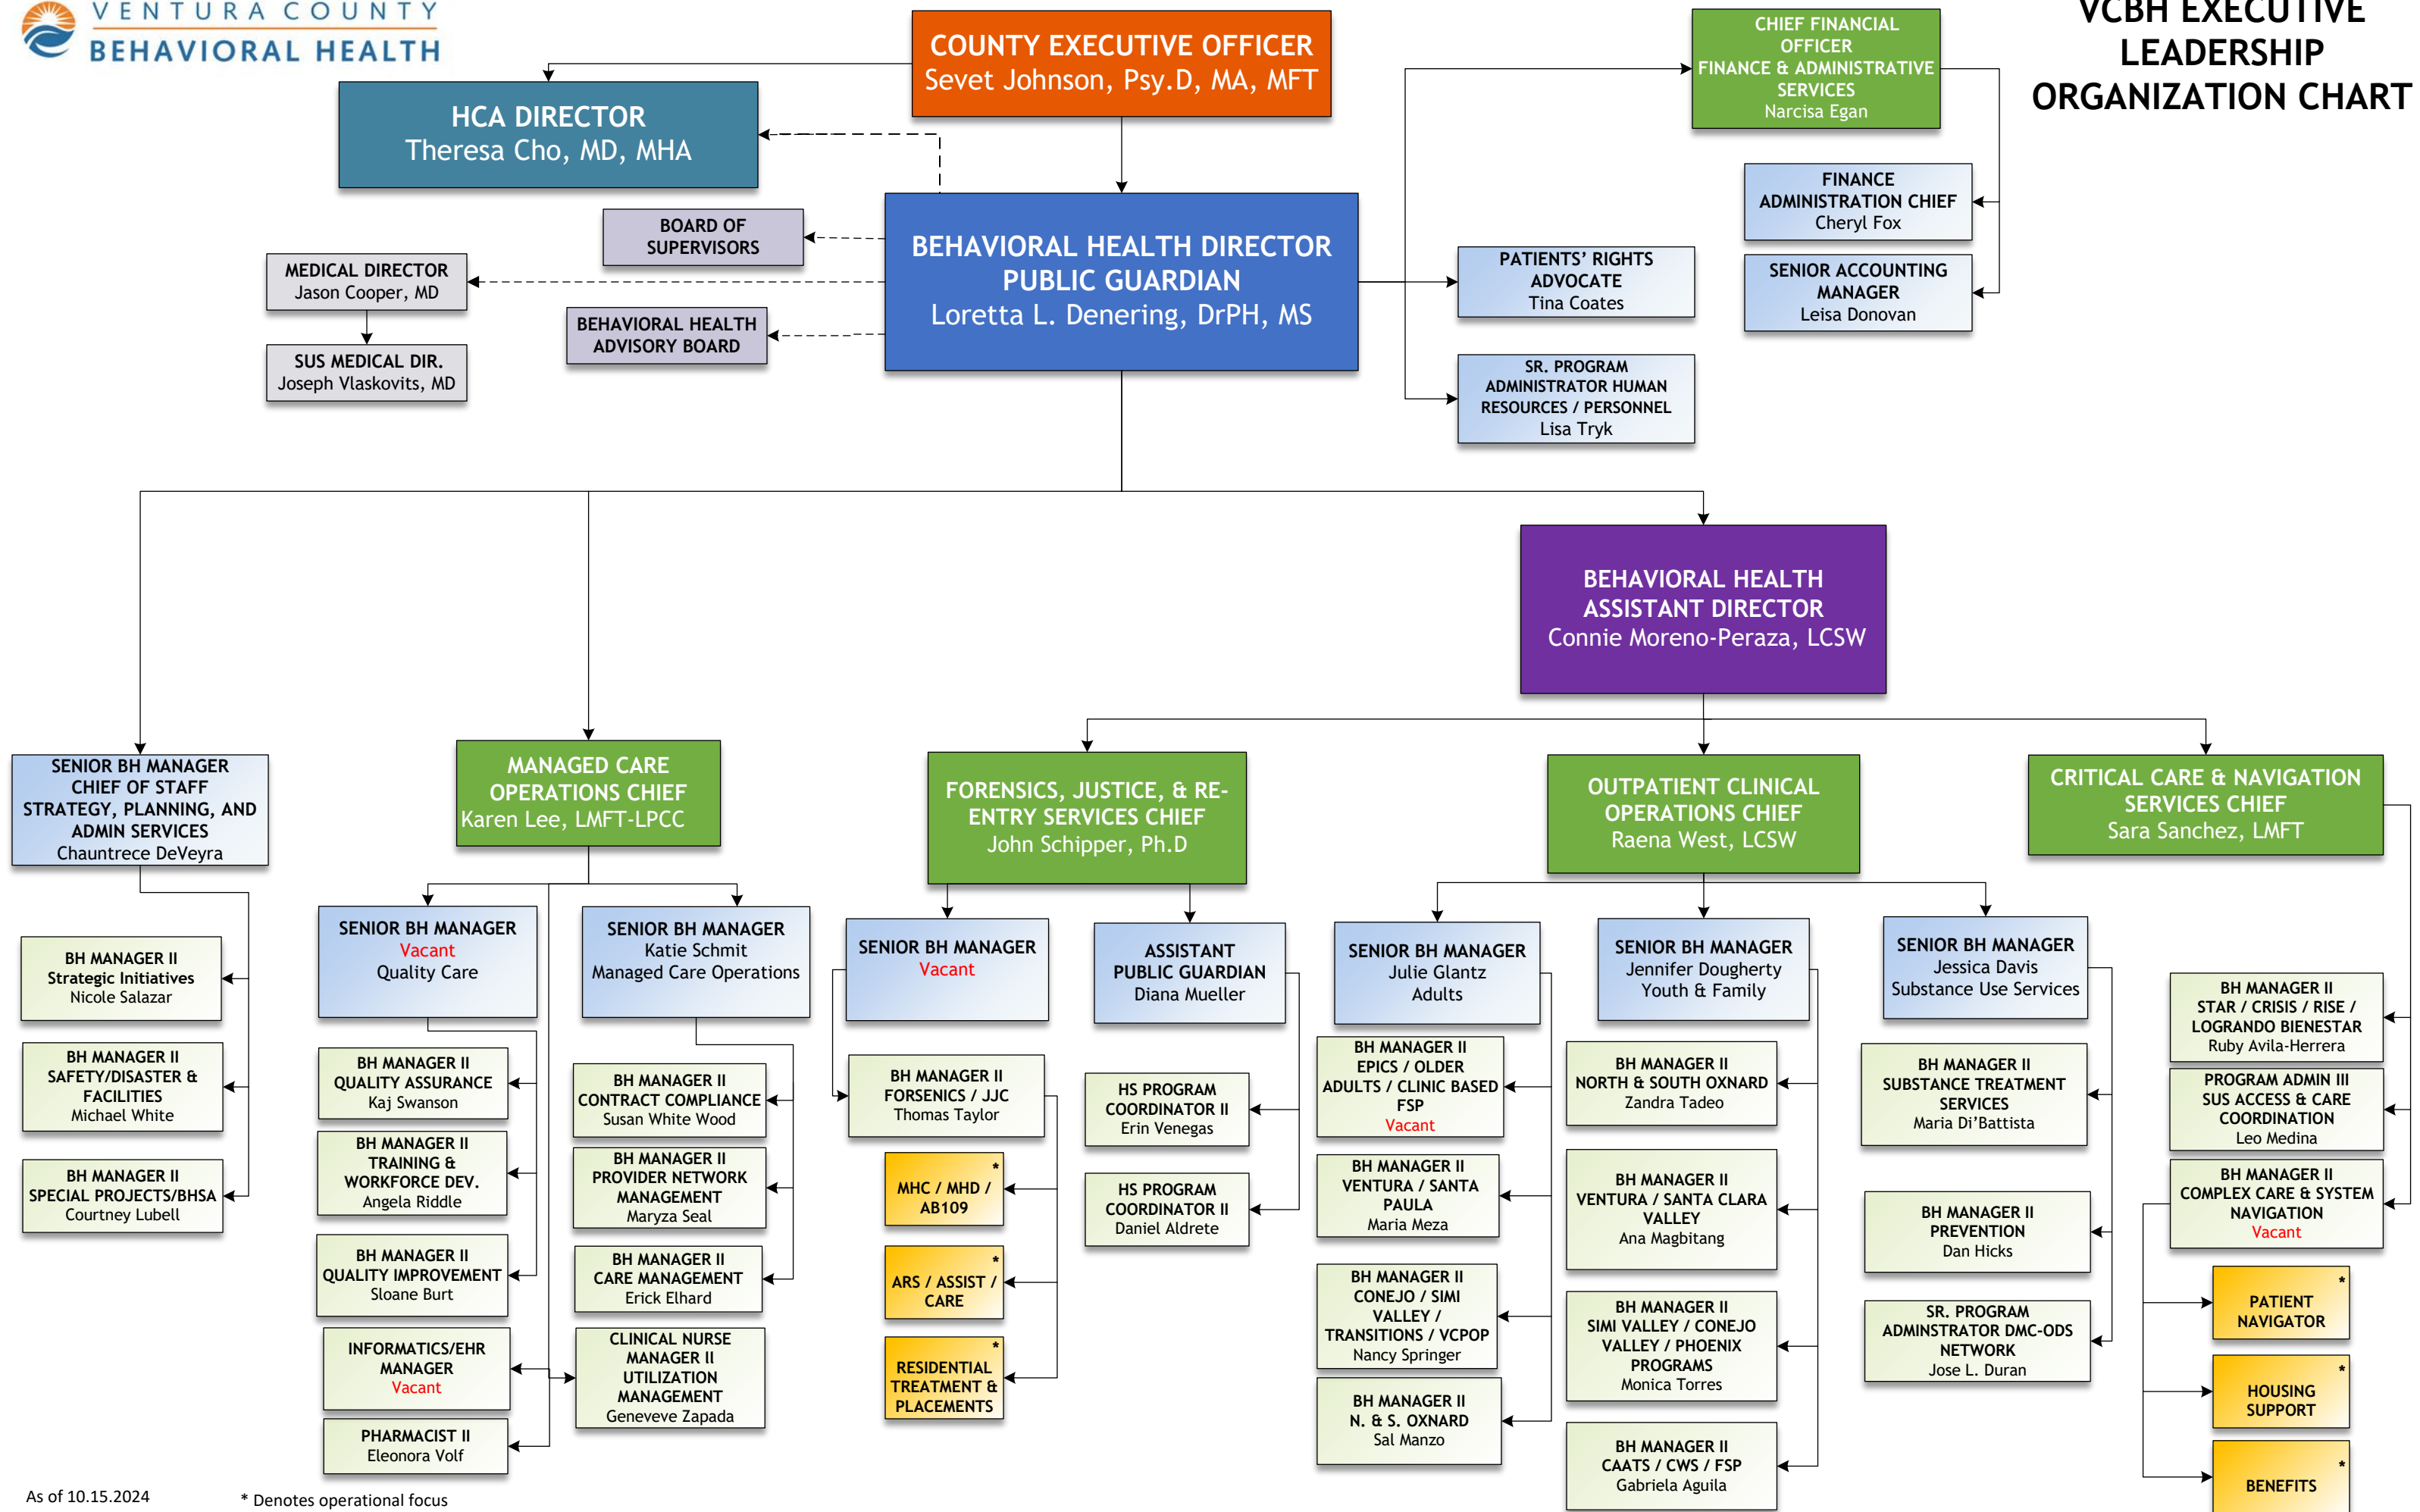 VENTURA COUNTY
BEHAVIORAL HEALTH
VCBH EXECUTIVE
LEADERSHIP
ORGANIZATION CHART
COUNTY EXECUTIVE OFFICER
Sevet Johnson, Psy.D, MA, MFT
HCA DIRECTOR
Theresa Cho, MD, MHA
CHIEF FINANCIAL
OFFICER
FINANCE & ADMINISTRATIVE
SERVICES
Narcisa Egan
FINANCE
ADMINISTRATION CHIEF
Cheryl Fox
SENIOR ACCOUNTING
MANAGER
Leisa Donovan
BOARD OF
SUPERVISORS
MEDICAL DIRECTOR
Jason Cooper, MD
SUS MEDICAL DIR.
Joseph Vlaskovits, MD
BEHAVIORAL HEALTH
ADVISORY BOARD
BEHAVIORAL HEALTH DIRECTOR
PUBLIC GUARDIAN
Loretta L. Denering, DrPH, MS
PATIENTS’ RIGHTS
ADVOCATE
Tina Coates
SR. PROGRAM
ADMINISTRATOR HUMAN
RESOURCES / PERSONNEL
Lisa Tryk
BEHAVIORAL HEALTH
ASSISTANT DIRECTOR
Connie Moreno-Peraza, LCSW
SENIOR BH MANAGER
CHIEF OF STAFF
STRATEGY, PLANNING, AND
ADMIN SERVICES
Chauntrece DeVeyra
MANAGED CARE
OPERATIONS CHIEF
Karen Lee, LMFT-LPCC
FORENSICS, JUSTICE, & RE-
ENTRY SERVICES CHIEF
John Schipper, Ph.D
OUTPATIENT CLINICAL
OPERATIONS CHIEF
Raena West, LCSW
CRITICAL CARE & NAVIGATION
SERVICES CHIEF
Sara Sanchez, LMFT
BH MANAGER II
Strategic Initiatives
Nicole Salazar
BH MANAGER II
SAFETY/DISASTER &
FACILITIES
Michael White
BH MANAGER II
SPECIAL PROJECTS/BHSA
Courtney Lubell
SENIOR BH MANAGER
Vacant
Quality Care
BH MANAGER II
QUALITY ASSURANCE
Kaj Swanson
BH MANAGER II
TRAINING &
WORKFORCE DEV.
Angela Riddle
BH MANAGER II
QUALITY IMPROVEMENT
Sloane Burt
INFORMATICS/EHR
MANAGER
Vacant
PHARMACIST II
Eleonora Volf
SENIOR BH MANAGER
Katie Schmit
Managed Care Operations
BH MANAGER II
CONTRACT COMPLIANCE
Susan White Wood
BH MANAGER II
PROVIDER NETWORK
MANAGEMENT
Maryza Seal
BH MANAGER II
CARE MANAGEMENT
Erick Elhard
CLINICAL NURSE
MANAGER II
UTILIZATION
MANAGEMENT
Geneveve Zapada
SENIOR BH MANAGER
Vacant
BH MANAGER II
FORSENICS / JJC
Thomas Taylor
*
MHC / MHD /
AB109
*
ARS / ASSIST /
CARE
*
RESIDENTIAL
TREATMENT &
PLACEMENTS
ASSISTANT
PUBLIC GUARDIAN
Diana Mueller
HS PROGRAM
COORDINATOR II
Erin Venegas
HS PROGRAM
COORDINATOR II
Daniel Aldrete
SENIOR BH MANAGER
Julie Glantz
Adults
BH MANAGER II
EPICS / OLDER
ADULTS / CLINIC BASED
FSP
Vacant
BH MANAGER II
VENTURA / SANTA
PAULA
Maria Meza
BH MANAGER II
CONEJO / SIMI
VALLEY /
TRANSITIONS / VCPOP
Nancy Springer
BH MANAGER II
N. & S. OXNARD
Sal Manzo
SENIOR BH MANAGER
Jennifer Dougherty
Youth & Family
BH MANAGER II
NORTH & SOUTH OXNARD
Zandra Tadeo
BH MANAGER II
VENTURA / SANTA CLARA
VALLEY
Ana Magbitang
BH MANAGER II
SIMI VALLEY / CONEJO
VALLEY / PHOENIX
PROGRAMS
Monica Torres
BH MANAGER II
CAATS / CWS / FSP
Gabriela Aguila
SENIOR BH MANAGER
Jessica Davis
Substance Use Services
BH MANAGER II
SUBSTANCE TREATMENT
SERVICES
Maria Di’Battista
BH MANAGER II
PREVENTION
Dan Hicks
SR. PROGRAM
ADMINSTRATOR DMC-ODS
NETWORK
Jose L. Duran
BH MANAGER II
STAR / CRISIS / RISE /
LOGRANDO BIENESTAR
Ruby Avila-Herrera
PROGRAM ADMIN III
SUS ACCESS & CARE
COORDINATION
Leo Medina
BH MANAGER II
COMPLEX CARE & SYSTEM
NAVIGATION
Vacant
*
PATIENT
NAVIGATOR
*
HOUSING
SUPPORT
*
BENEFITS
As of 10.15.2024
* Denotes operational focus